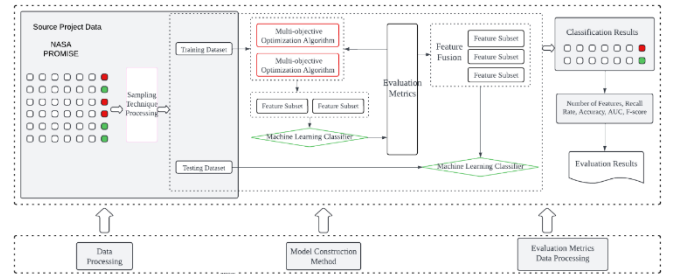 Source Project Data
NASA
PROMISE
Sampling
Technique
Processing
Training Dataset
Testing Dataset
Multi-objective
Optimization Algorithm
Multi-objective
Optimization Algorithm
Feature Subset
Feature Subset
Machine Learning Classifier
Evaluation
Metrics
Feature
Fusion
Feature Subset
Feature Subset
Feature Subset
Machine Learning Classifier
Classification Results
Number of Features, Recall
Rate, Accuracy, AUC, F-score
Evaluation Results
Data
Processing
Model Construction
Method
Evaluation Metrics
Data Processing